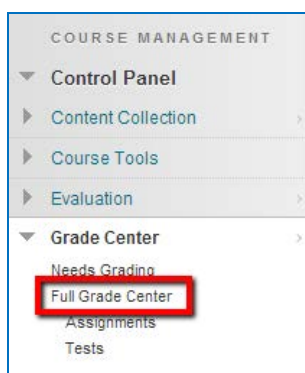 COURSE MANAGEMENT
Control Panel
Content Collection
Course Tools
Evaluation
Grade Center
Needs Grading
Full Grade Center
Assignments
Tests